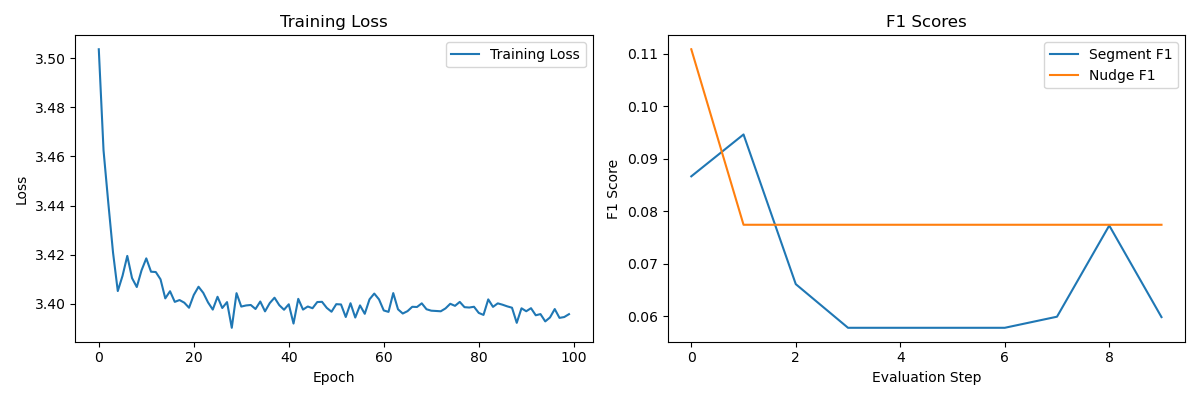 Training Loss
Training Loss
3.50
3.48
3.46
3.44
3.42
3.40
Loss
0
20
40
60
80
100
Epoch
F1 Scores
Segment F1
Nudge F1
0.11
0.10
0.09
0.08
0.07
0.06
F1 Score
0
2
4
6
8
Evaluation Step